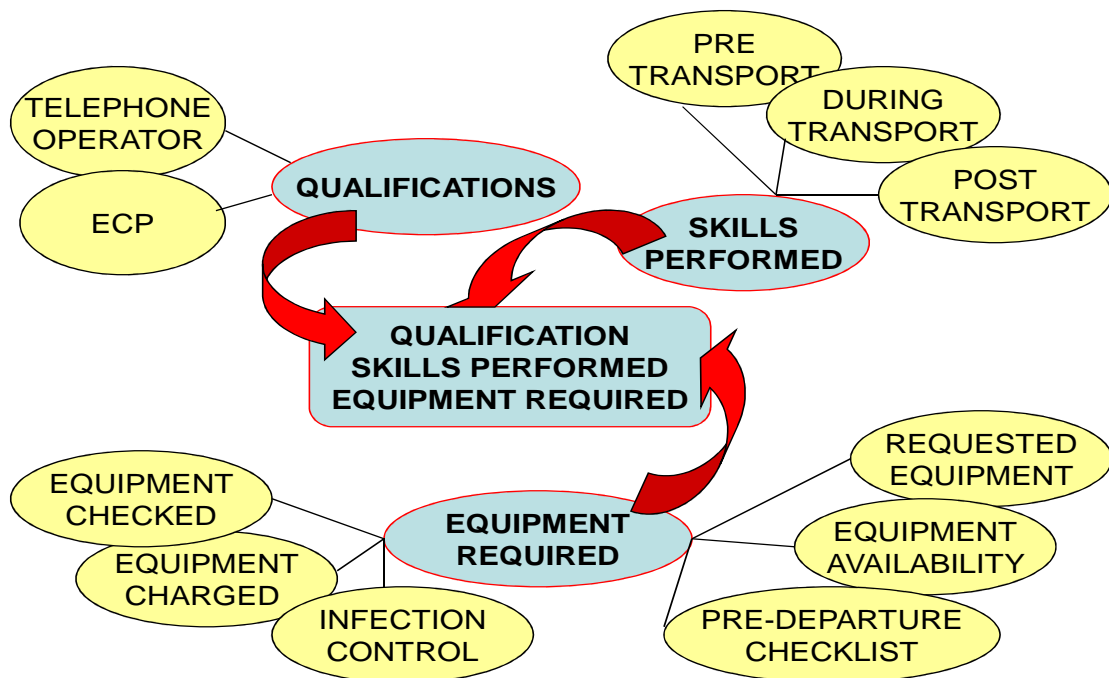 PRE
TRANSPORT
TELEPHONE
OPERATOR
DURING
TRANSPORT
QUALIFICATIONS
POST
TRANSPORT
ECP
SKILLS
PERFORMED
QUALIFICATION
SKILLS PERFORMED
EQUIPMENT REQUIRED
REQUESTED
EQUIPMENT
EQUIPMENT
CHECKED
EQUIPMENT
REQUIRED
EQUIPMENT
AVAILABILITY
EQUIPMENT
CHARGED
INFECTION
CONTROL
PRE-DEPARTURE
CHECKLIST